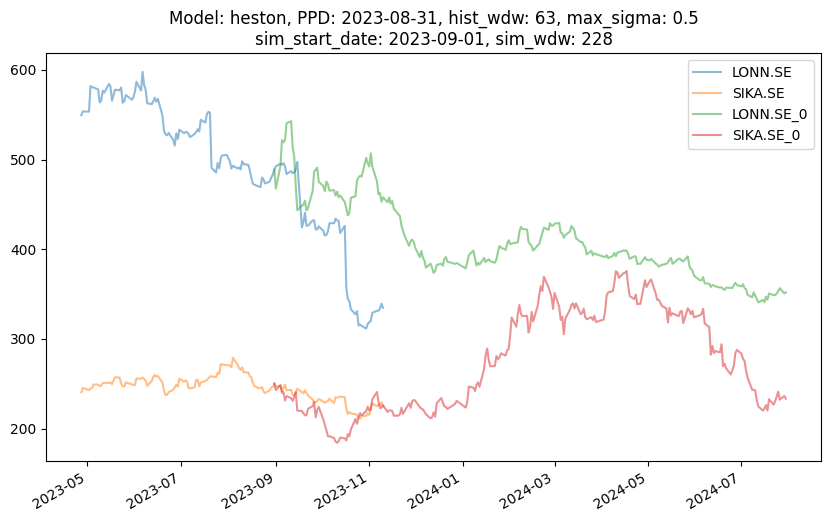 Model: heston, PPD: 2023-08-31, hist_wdw: 63, max_sigma: 0.5
sim_start_date: 2023-09-01, sim_wdw: 228
LONN.SE
SIKA.SE
LONN.SE_0
SIKA.SE_0
600
500
400
300
200
2023-05
2023-07
2023-09
2023-11
2024-01
2024-03
2024-05
2024-07